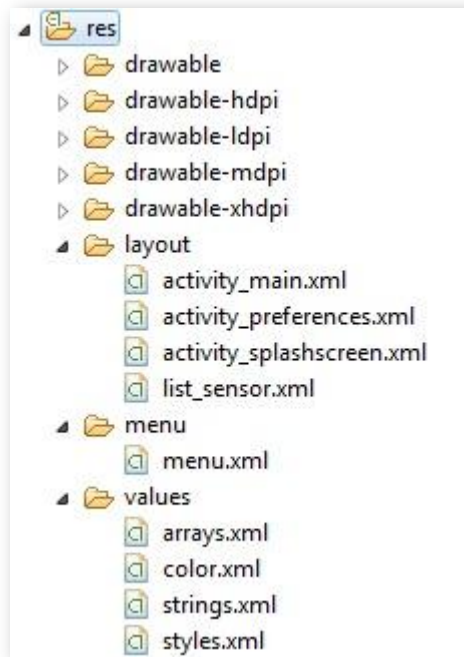 res
drawable
drawable-hdpi
drawable-ldpi
drawable-mdpi
drawable-xhdpi
layout
activity_main.xml
activity_preferences.xml
activity_splashscreen.xml
list_sensor.xml
menu
menu.xml
values
arrays.xml
color.xml
strings.xml
styles.xml